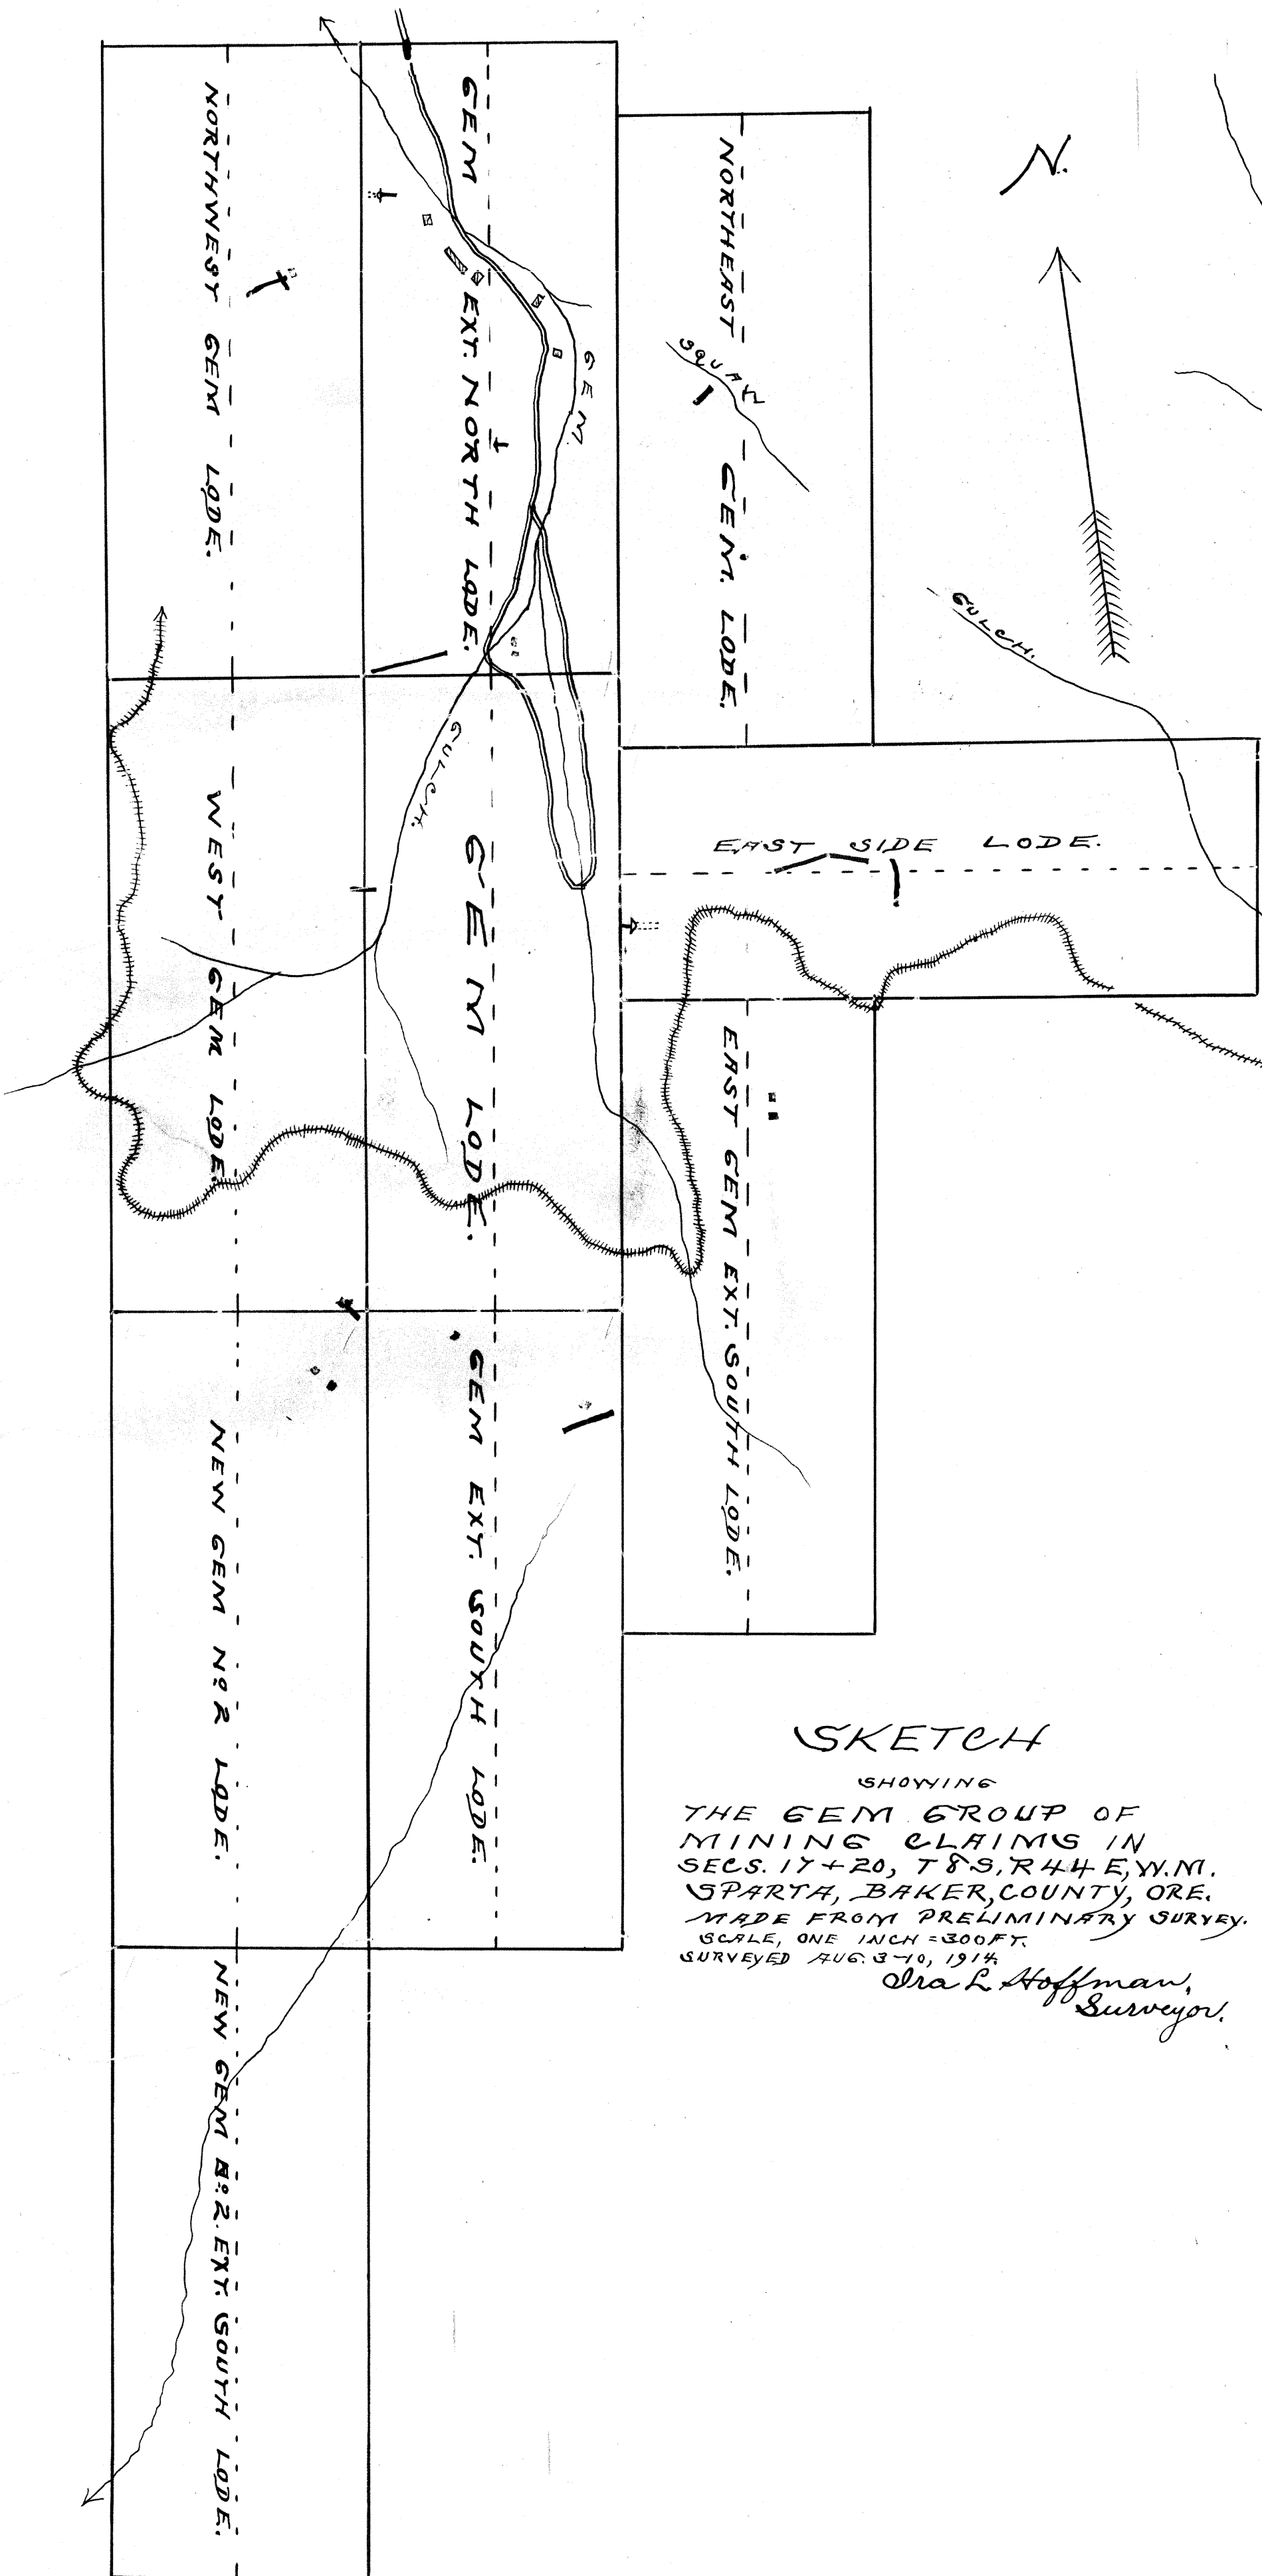 NORTHWEST GEM LODE.
GEM EXT. NORTH LODE.
NORTHEAST GEM. LODE.
N.
GEM
SQUAW
GULCH.
GULCH.
WEST GEM LODE.
GEM LODE.
EAST SIDE LODE.
EAST GEM EXT. SOUTH LODE.
NEW GEM No 2 LODE.
GEM EXT. SOUTH LODE.
NEW GEM No. 2. EXT. SOUTH LODE.
SKETCH
SHOWING
THE GEM GROUP OF
MINING CLAIMS IN
SECS. 17+20, T8S, R44E, W.M.
SPARTA, BAKER, COUNTY, ORE.
MADE FROM PRELIMINARY SURVEY.
SCALE, ONE INCH = 300 FT.
SURVEYED AUG. 3-10, 1914.
Ira L. Hoffman,
Surveyor.